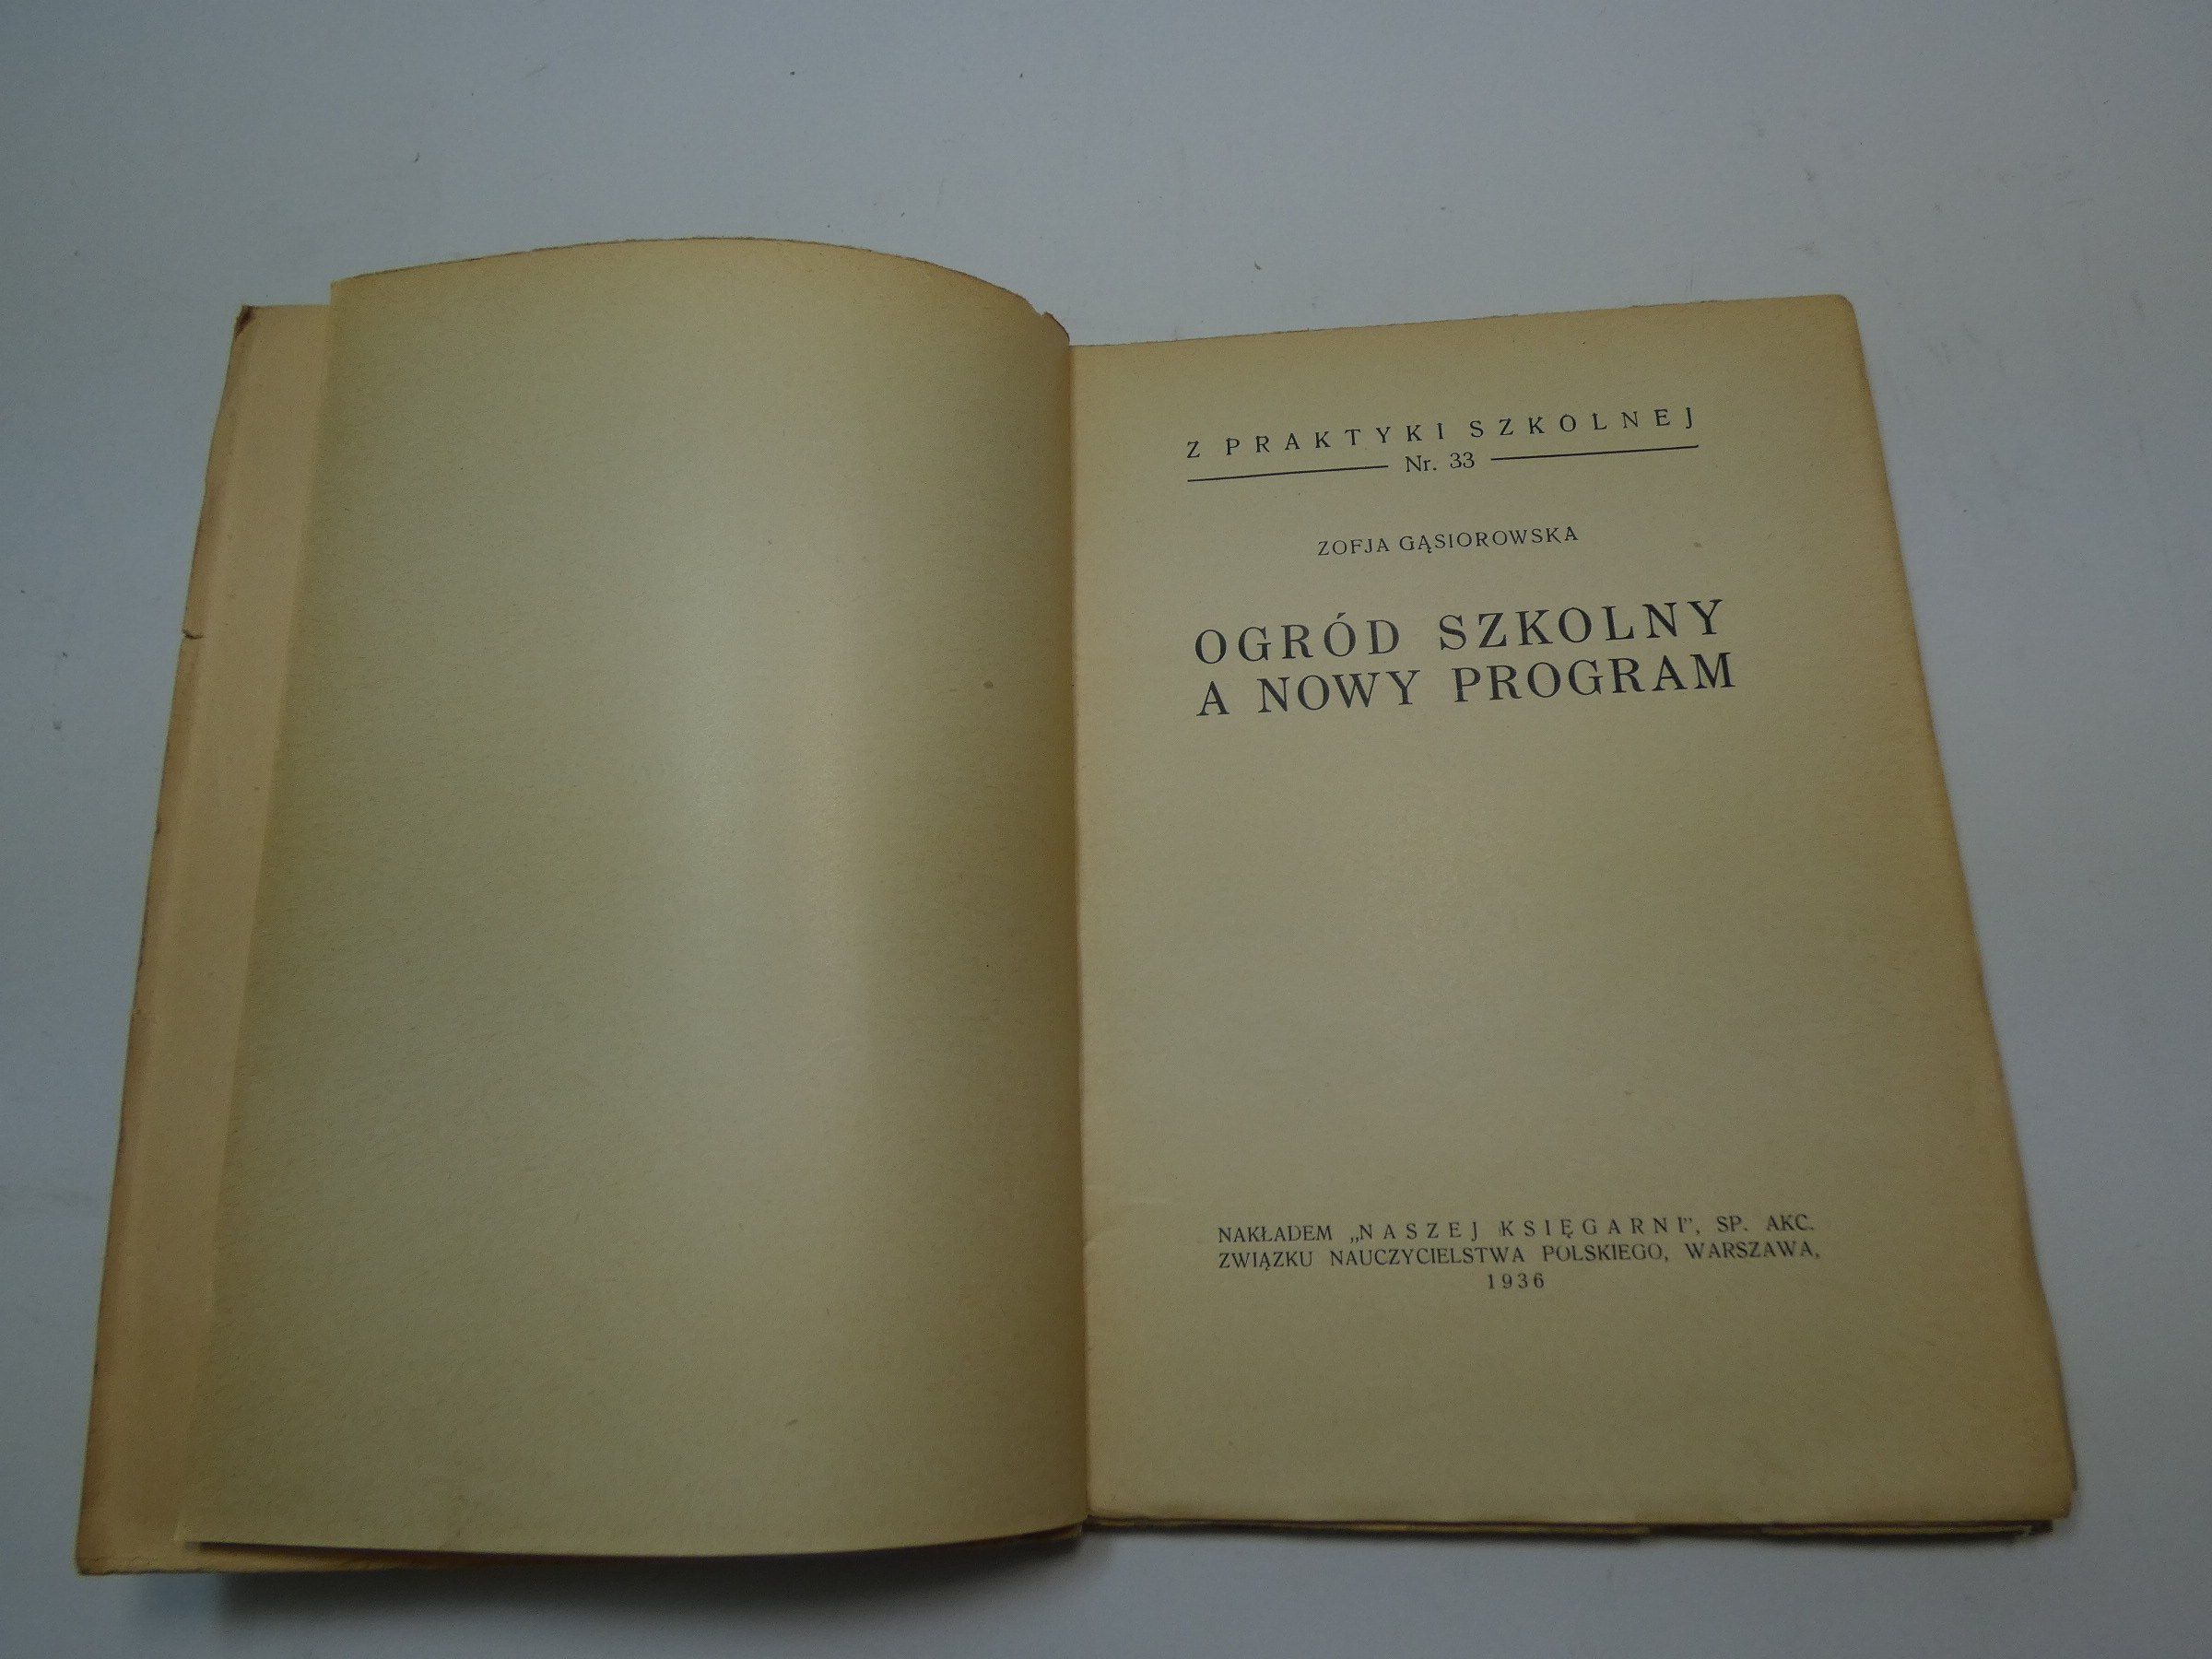 Z PRAKTYKI SZKOLNEJ
Nr. 33
ZOFJA GĄSIOROWSKA
OGRÓD SZKOLNY
A NOWY PROGRAM
NAKŁADEM „NASZEJ KSIĘGARNI”, SP. AKC.
ZWIĄZKU NAUCZYCIELSTWA POLSKIEGO, WARSZAWA,
1936